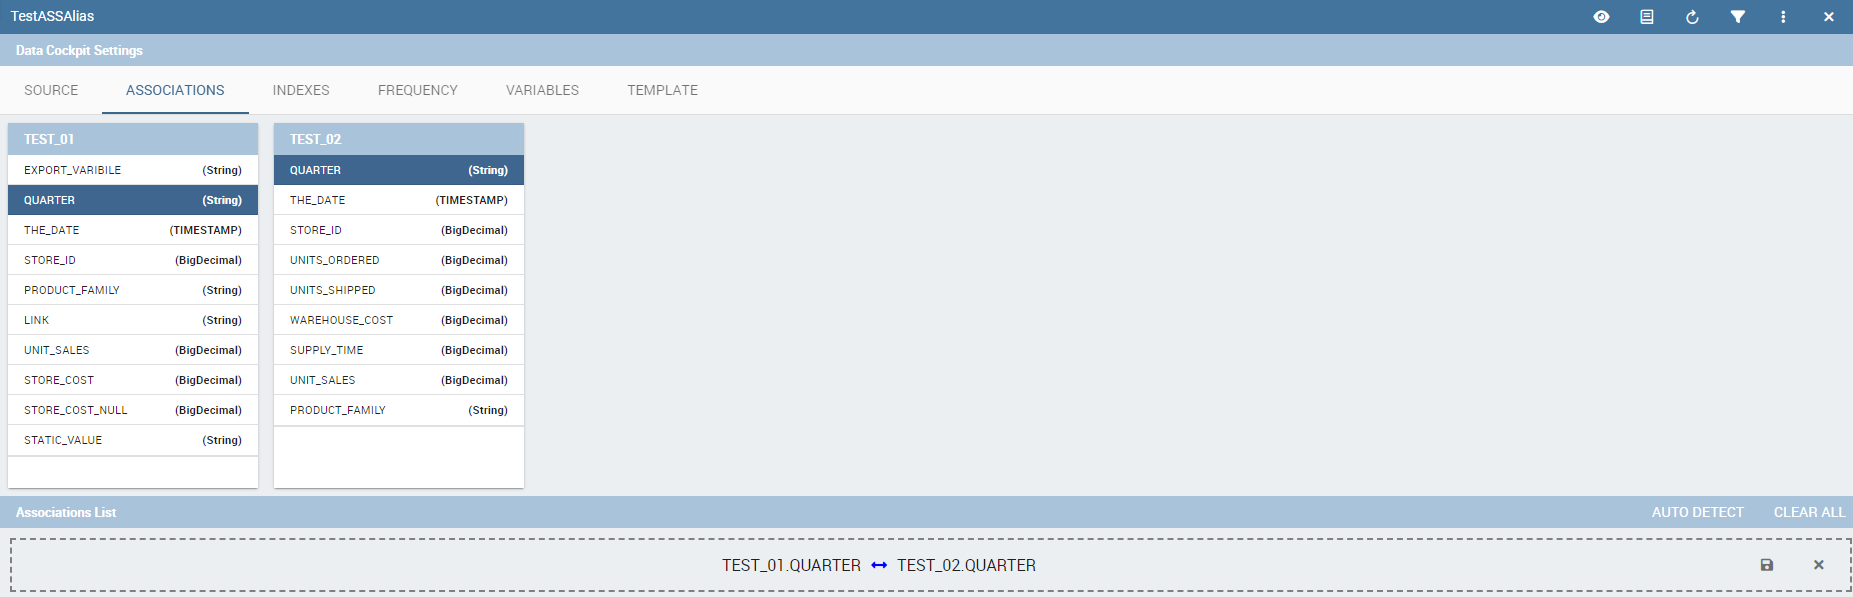 TestASSAlias
Data Cockpit Settings
SOURCE ASSOCIATIONS INDEXES FREQUENCY VARIABLES TEMPLATE
TEST_01
EXPORT_VARIBILE (String)
QUARTER (String)
THE_DATE (TIMESTAMP)
STORE_ID (BigDecimal)
PRODUCT_FAMILY (String)
LINK (String)
UNIT_SALES (BigDecimal)
STORE_COST (BigDecimal)
STORE_COST_NULL (BigDecimal)
STATIC_VALUE (String)
TEST_02
QUARTER (String)
THE_DATE (TIMESTAMP)
STORE_ID (BigDecimal)
UNITS_ORDERED (BigDecimal)
UNITS_SHIPPED (BigDecimal)
WAREHOUSE_COST (BigDecimal)
SUPPLY_TIME (BigDecimal)
UNIT_SALES (BigDecimal)
PRODUCT_FAMILY (String)
Associations List AUTO DETECT CLEAR ALL
TEST_01.QUARTER ↔ TEST_02.QUARTER